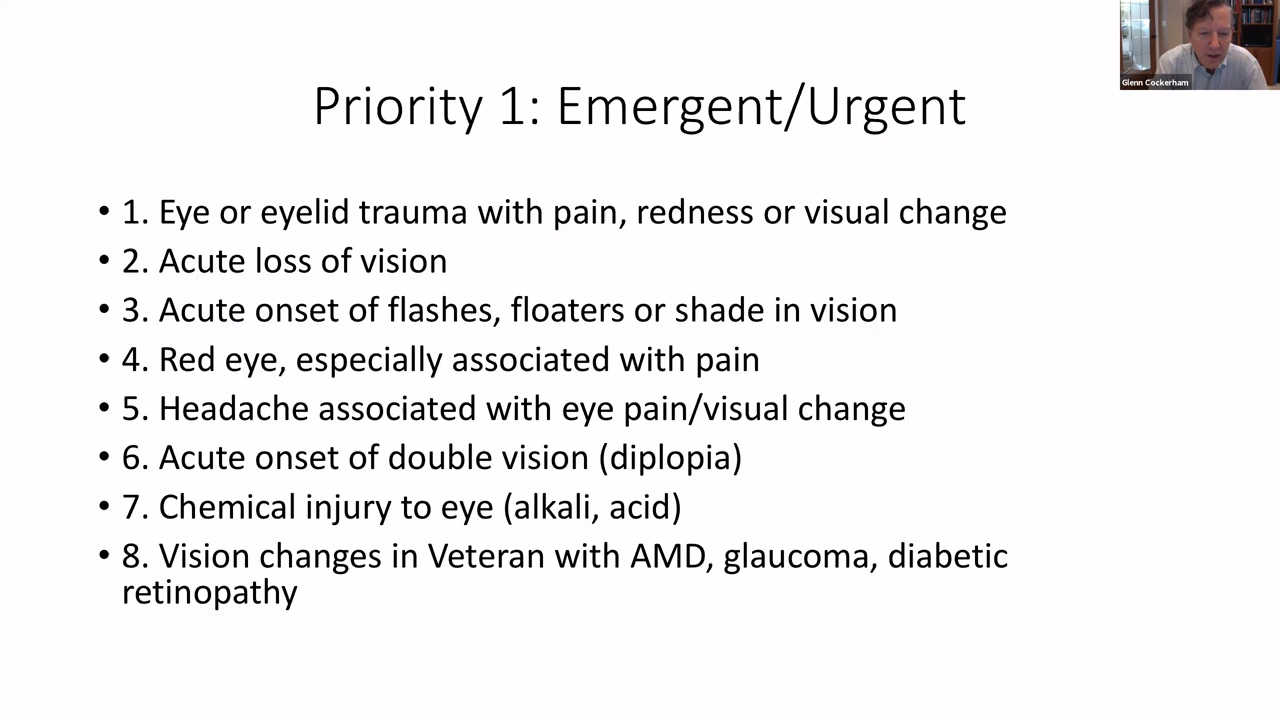 Glenn Cockerham
Priority 1: Emergent/Urgent
• 1. Eye or eyelid trauma with pain, redness or visual change
• 2. Acute loss of vision
• 3. Acute onset of flashes, floaters or shade in vision
• 4. Red eye, especially associated with pain
• 5. Headache associated with eye pain/visual change
• 6. Acute onset of double vision (diplopia)
• 7. Chemical injury to eye (alkali, acid)
• 8. Vision changes in Veteran with AMD, glaucoma, diabetic
retinopathy